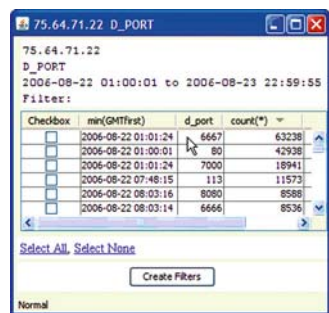 75.64.71.22 D_PORT
75.64.71.22
D_PORT
2006-08-22 01:00:01 to 2006-08-23 22:59:55
Filter:
Checkbox min(GMTfirst) d_port count(*)
2006-08-22 01:01:24 6667 63238
2006-08-22 01:00:01 80 42938
2006-08-22 01:01:24 7000 18941
2006-08-22 07:48:15 113 11573
2006-08-22 08:03:16 8080 8588
2006-08-22 08:03:14 6666 8536
Select All, Select None
Create Filters
Normal